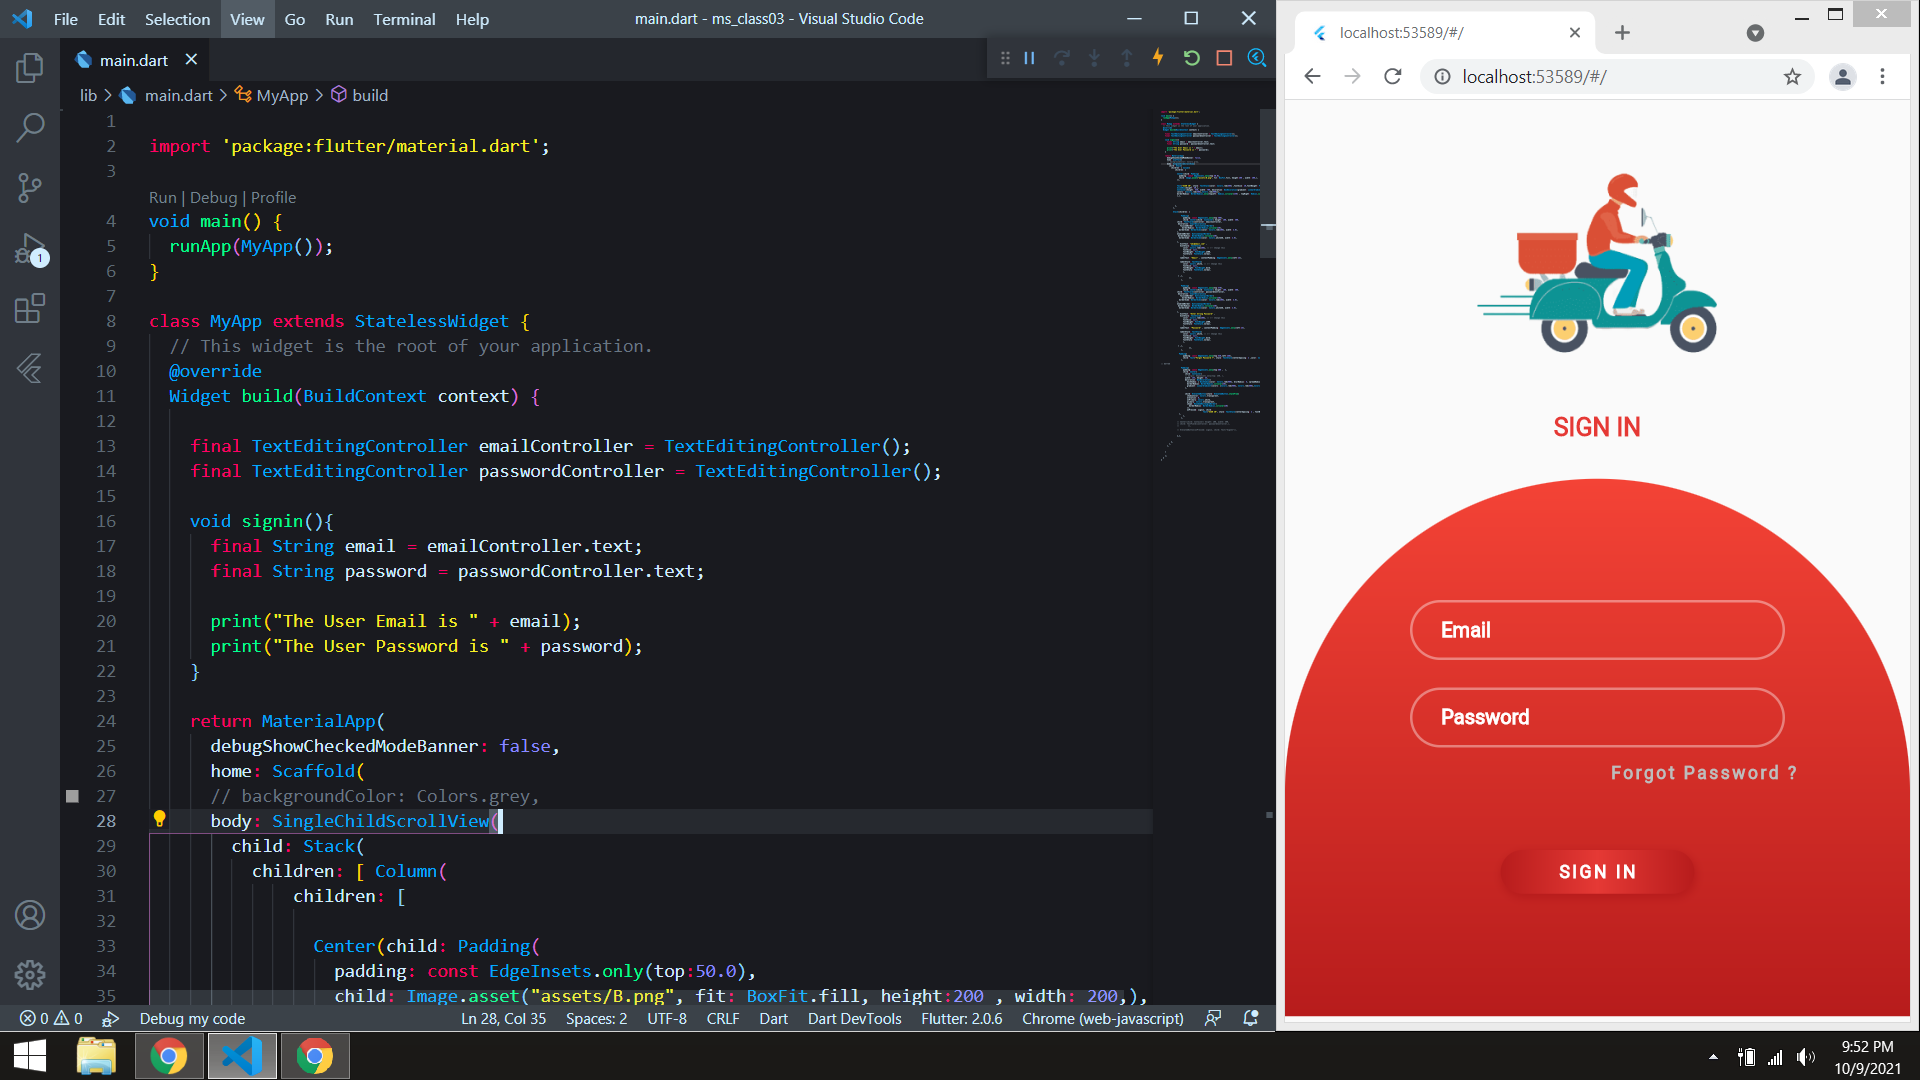 File Edit Selection View Go Run Terminal Help
main.dart - ms_class03 - Visual Studio Code
main.dart
lib > main.dart > MyApp > build
1
2 import 'package:flutter/material.dart';
3
Run | Debug | Profile
4 void main() {
5 runApp(MyApp());
6 }
7
8 class MyApp extends StatelessWidget {
9 // This widget is the root of your application.
10 @override
11 Widget build(BuildContext context) {
12
13 final TextEditingController emailController = TextEditingController();
14 final TextEditingController passwordController = TextEditingController();
15
16 void signin(){
17 final String email = emailController.text;
18 final String password = passwordController.text;
19
20 print("The User Email is " + email);
21 print("The User Password is " + password);
22 }
23
24 return MaterialApp(
25 debugShowCheckedModeBanner: false,
26 home: Scaffold(
27 // backgroundColor: Colors.grey,
28 body: SingleChildScrollView(
29 child: Stack(
30 children: [ Column(
31 children: [
32
33 Center(child: Padding(
34 padding: const EdgeInsets.only(top:50.0),
35 child: Image.asset("assets/B.png", fit: BoxFit.fill, height:200 , width: 200,),
1
0 0 Debug my code Ln 28, Col 35 Spaces: 2 UTF-8 CRLF Dart Dart DevTools Flutter: 2.0.6 Chrome (web-javascript)
localhost:53589/#/
localhost:53589/#/
SIGN IN
Email
Password
Forgot Password ?
SIGN IN
9:52 PM
10/9/2021